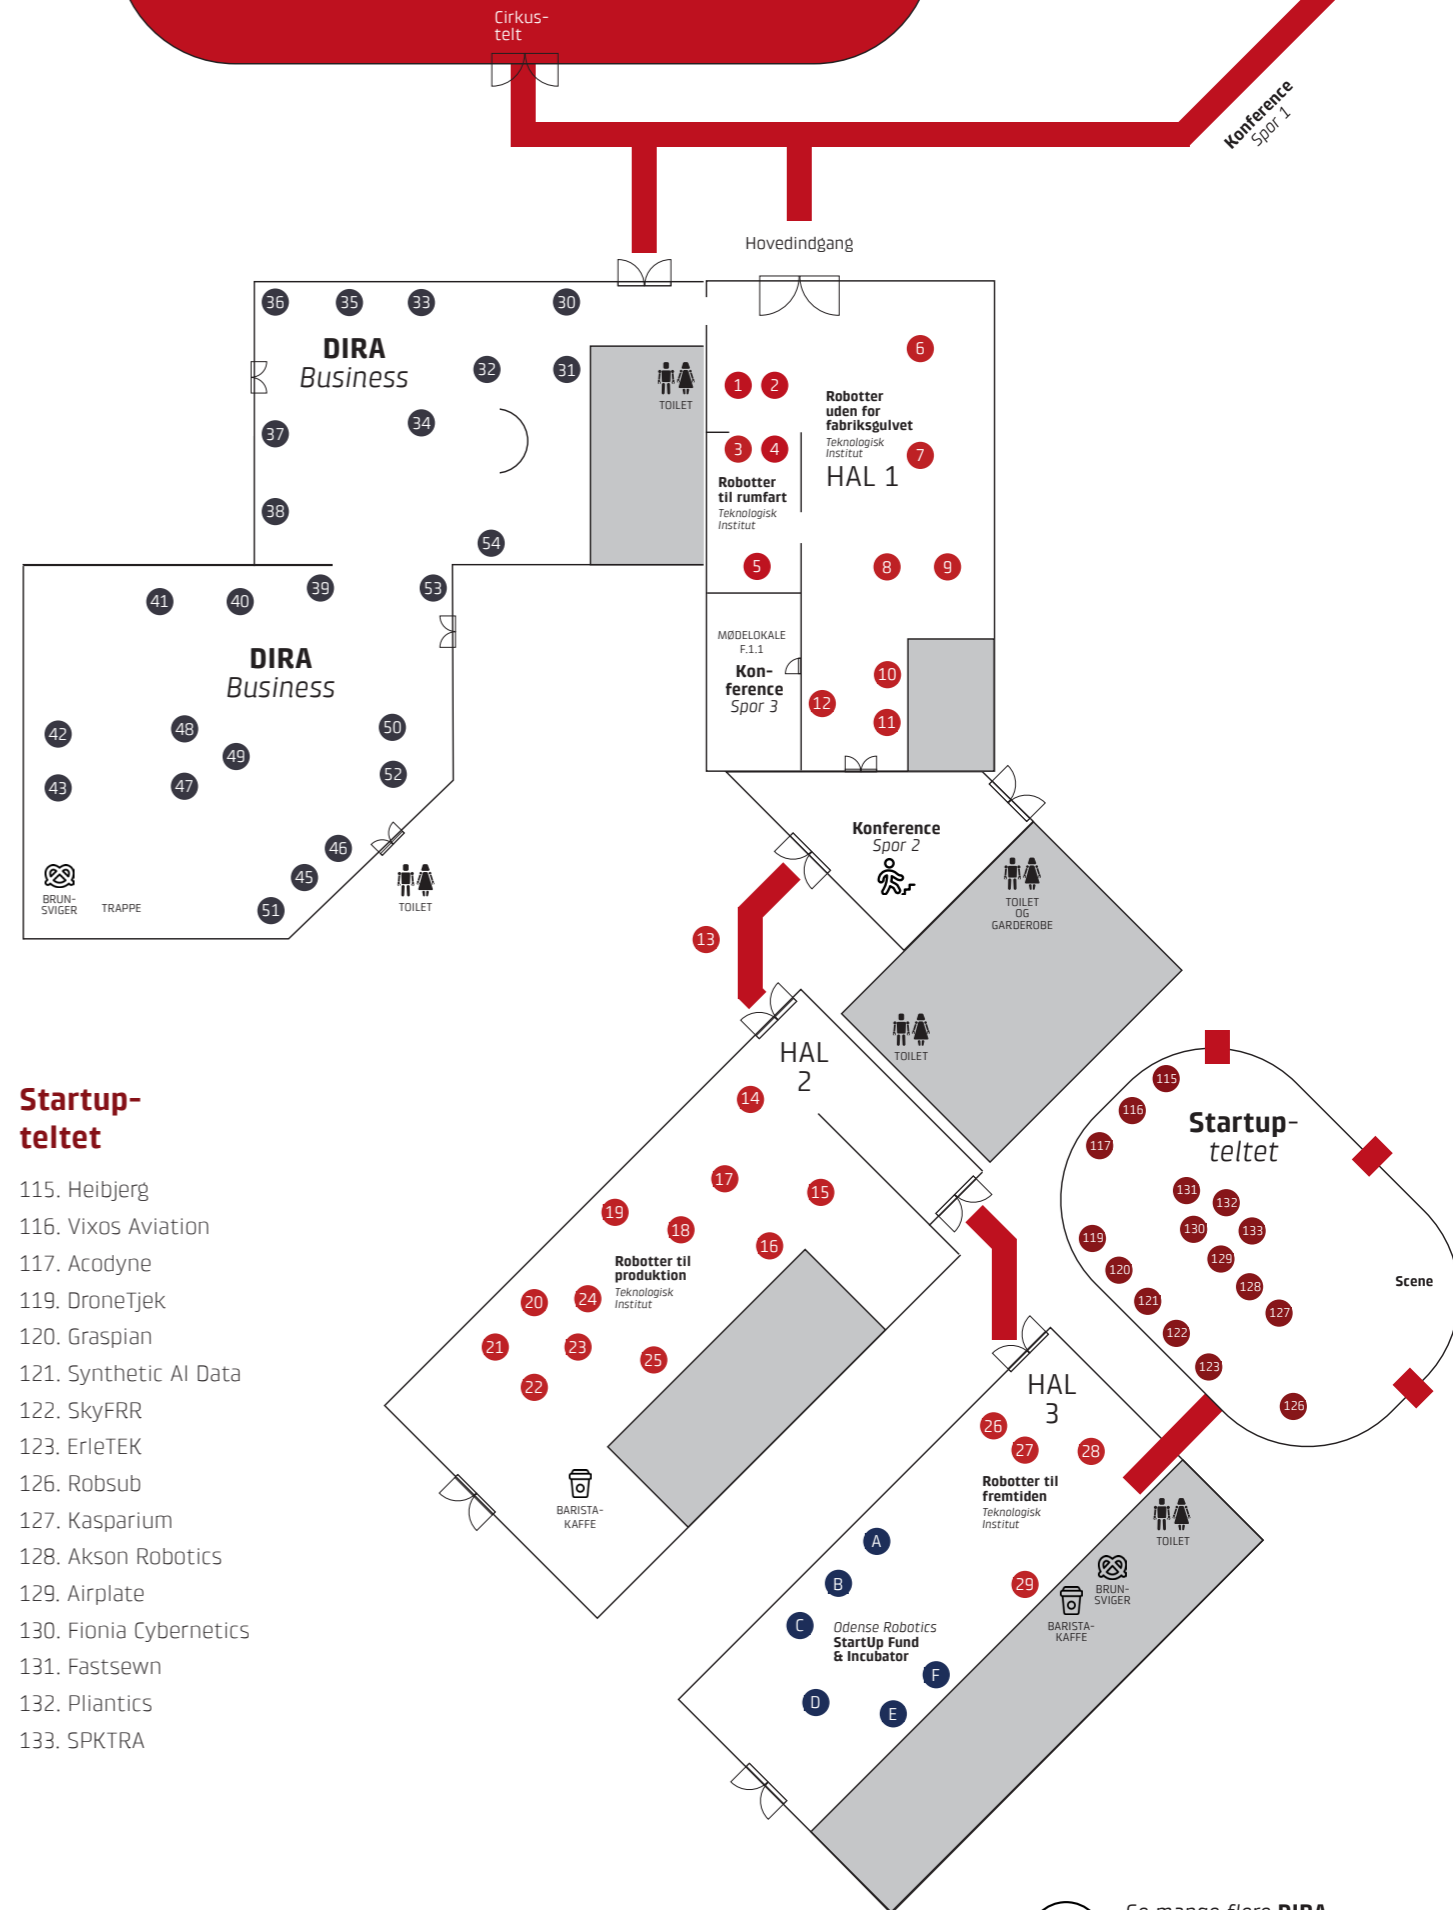 Cirkus-
telt
Konference
Spor 1
Hovedindgang
36
35
33
30
DIRA
Business
32
31
TOILET
34
37
38
54
1
2
6
Robotter
uden for
fabriksgulvet
Teknologisk
Institut
HAL 1
3
4
7
Robotter
til rumfart
Teknologisk
Institut
5
8
9
41
40
39
53
DIRA
Business
MØDELOKALE
F.1.1
Kon-
ference
Spor 3
10
12
11
42
48
50
49
43
47
52
46
45
51
BRUN-
SVIGER
TRAPPE
TOILET
Konference
Spor 2
TOILET
OG
GARDEROBE
13
TOILET
HAL
2
14
17
15
19
18
16
Robotter til
produktion
Teknologisk
Institut
20
24
21
23
25
22
BARISTA-
KAFFE
Startup-
teltet
115. Heibjerg
116. Vixos Aviation
117. Acodyne
119. DroneTjek
120. Graspian
121. Synthetic AI Data
122. SkyFRR
123. ErleTEK
126. Robsub
127. Kasparium
128. Akson Robotics
129. Airplate
130. Fionia Cybernetics
131. Fastsewn
132. Pliantics
133. SPKTRA
115
116
117
Startup-
teltet
131
132
130
133
119
129
120
128
121
127
122
123
126
Scene
HAL
3
26
27
28
Robotter til
fremtiden
Teknologisk
Institut
TOILET
A
B
29
BRUN-
SVIGER
BARISTA-
KAFFE
C
Odense Robotics
StartUp Fund
& Incubator
F
D
E
Se mange flere DIRA